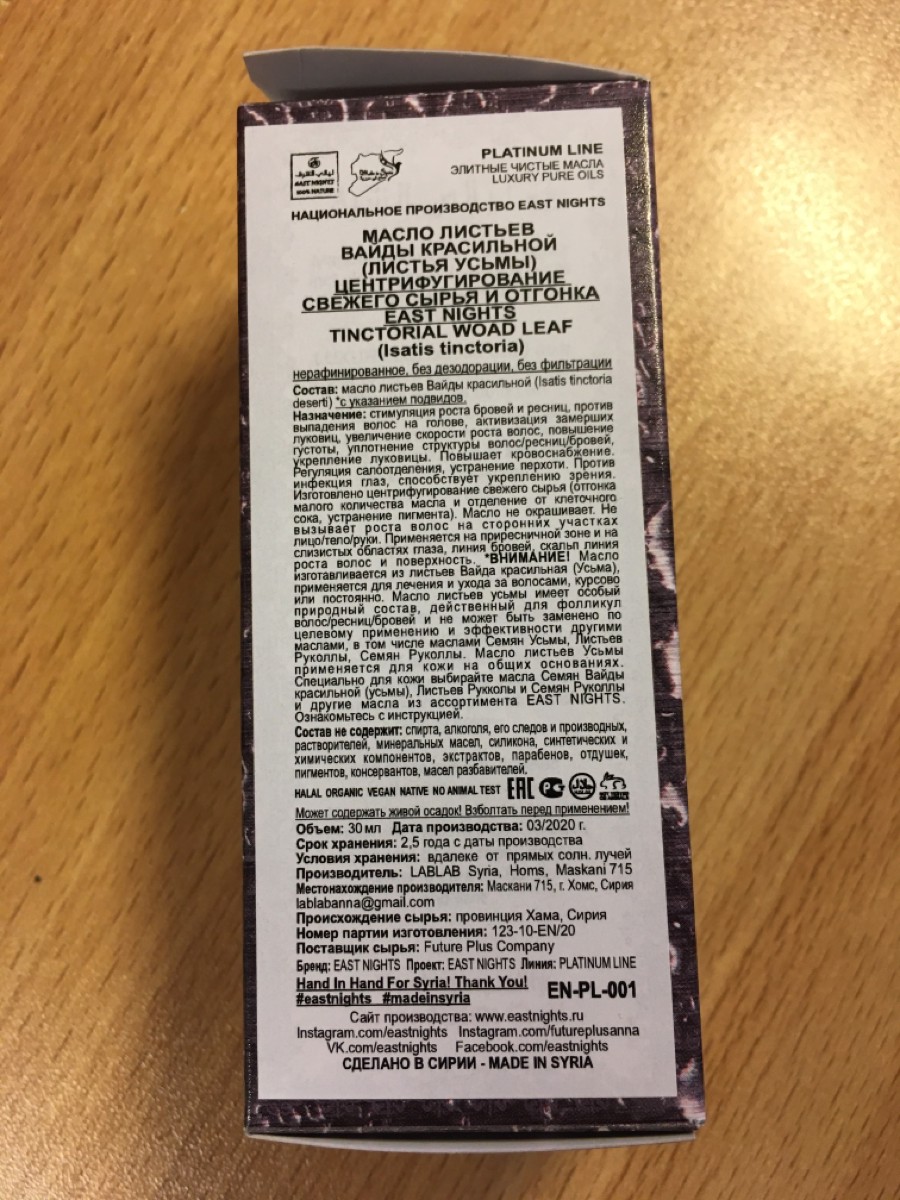 EAST NIGHTS
100% NATURE
PLATINUM LINE
ЭЛИТНЫЕ ЧИСТЫЕ МАСЛА
LUXURY PURE OILS
НАЦИОНАЛЬНОЕ ПРОИЗВОДСТВО EAST NIGHTS
МАСЛО ЛИСТЬЕВ
ВАЙДЫ КРАСИЛЬНОЙ
(ЛИСТЬЯ УСЬМЫ)
ЦЕНТРИФУГИРОВАНИЕ
СВЕЖЕГО СЫРЬЯ И ОТГОНКА
EAST NIGHTS
TINCTORIAL WOAD LEAF
(Isatis tinctoria)
нерафинированное, без дезодорации, без фильтрации
Состав: масло листьев Вайды красильной (Isatis tinctoria
deserti) *с указанием подвидов.
Назначение: стимуляция роста бровей и ресниц, против
выпадения волос на голове, активизация замерших
луковиц, увеличение скорости роста волос, повышение
густоты, уплотнение структуры волос/ресниц/бровей,
укрепление луковицы. Повышает кровоснабжение.
Регуляция салоотделения, устранение перхоти. Против
инфекция глаз, способствует укреплению зрения.
Изготовлено центрифугирование свежего сырья (отгонка
малого количества масла и отделение от клеточного
сока, устранение пигмента). Масло не окрашивает. Не
вызывает роста волос на сторонних участках
лицо/тело/руки. Применяется на приресничной зоне и на
слизистых областях глаза, линия бровей, скальп линия
роста волос и поверхность. *ВНИМАНИЕ! Масло
изготавливается из листьев Вайда красильная (Усьма),
применяется для лечения и ухода за волосами, курсово
или постоянно. Масло листьев усьмы имеет особый
природный состав, действенный для фолликул
волос/ресниц/бровей и не может быть заменено по
целевому применению и эффективности другими
маслами, в том числе маслами Семян Усьмы, Листьев
Руколлы, Семян Руколлы. Масло листьев Усьмы
применяется для кожи на общих основаниях.
Специально для кожи выбирайте масла Семян Вайды
красильной (усьмы), Листьев Рукколы и Семян Руколлы
и другие масла из ассортимента EAST NIGHTS.
Ознакомьтесь с инструкцией.
Состав не содержит: спирта, алкоголя, его следов и производных,
растворителей, минеральных масел, силикона, синтетических и
химических компонентов, экстрактов, парабенов, отдушек,
пигментов, консервантов, масел разбавителей.
HALAL ORGANIC VEGAN NATIVE NO ANIMAL TEST EAC
Может содержать живой осадок! Взболтать перед применением!
Объем: 30 мл Дата производства: 03/2020 г.
Срок хранения: 2,5 года с даты производства
Условия хранения: вдалеке от прямых солн. лучей
Производитель: LABLAB Syria, Homs, Maskani 715
Местонахождение производителя: Маскани 715, г. Хомс, Сирия
lablabanna@gmail.com
Происхождение сырья: провинция Хама, Сирия
Номер партии изготовления: 123-10-EN/20
Поставщик сырья: Future Plus Company
Бренд: EAST NIGHTS Проект: EAST NIGHTS Линия: PLATINUM LINE
Hand In Hand For Syria! Thank You!
#eastnights #madeinsyria EN-PL-001
Сайт производства: www.eastnights.ru
Instagram.com/eastnights Instagram.com/futureplusanna
VK.com/eastnights Facebook.com/eastnights
СДЕЛАНО В СИРИИ - MADE IN SYRIA